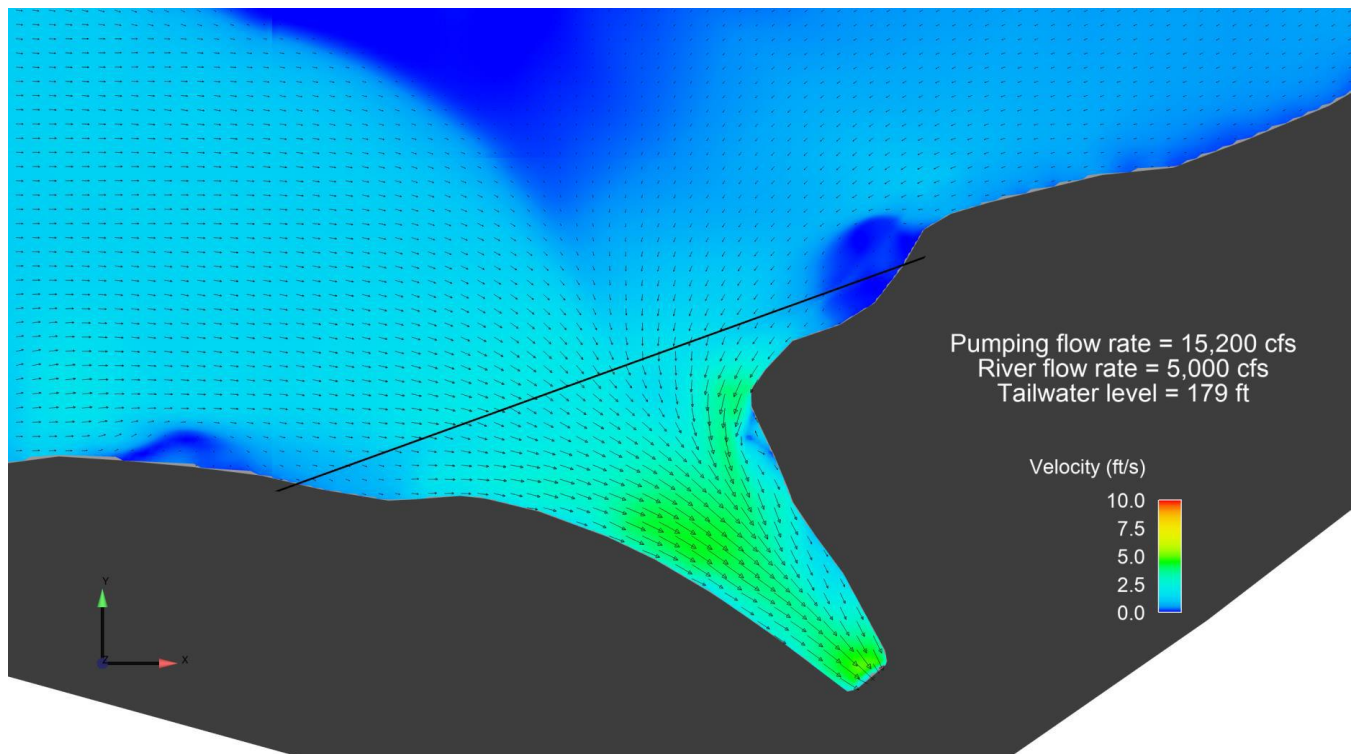 Pumping flow rate = 15,200 cfs
River flow rate = 5,000 cfs
Tailwater level = 179 ft
Velocity (ft/s)
10.0
7.5
5.0
2.5
0.0
Y
Z
X